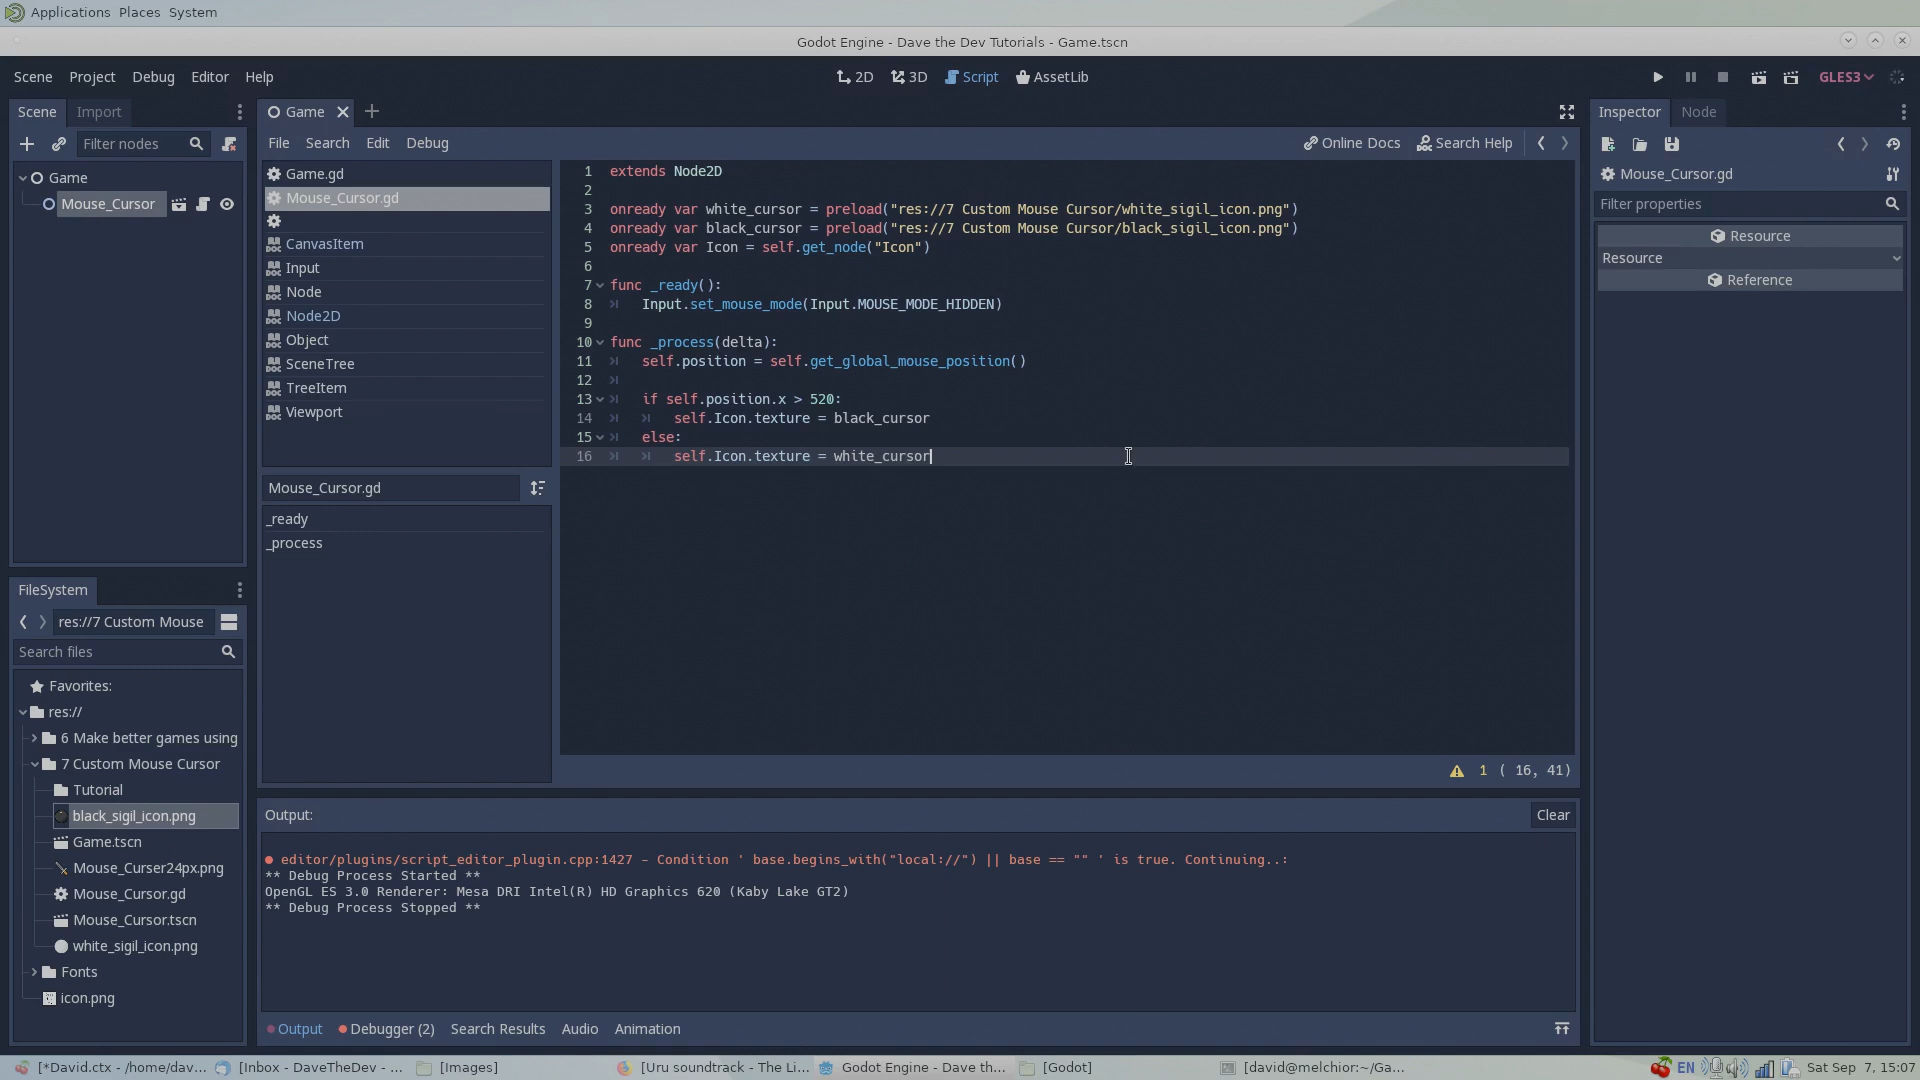 Applications Places System
Godot Engine - Dave the Dev Tutorials - Game.tscn
Scene Project Debug Editor Help
2D 3D Script AssetLib
GLES3
Scene Import
Filter nodes
Game
Mouse_Cursor
Game
File Search Edit Debug
Online Docs Search Help
Game.gd
Mouse_Cursor.gd
CanvasItem
Input
Node
Node2D
Object
SceneTree
TreeItem
Viewport
Mouse_Cursor.gd
_ready
_process
1 extends Node2D
2
3 onready var white_cursor = preload("res://7 Custom Mouse Cursor/white_sigil_icon.png")
4 onready var black_cursor = preload("res://7 Custom Mouse Cursor/black_sigil_icon.png")
5 onready var Icon = self.get_node("Icon")
6
7 func _ready():
8 Input.set_mouse_mode(Input.MOUSE_MODE_HIDDEN)
9
10 func _process(delta):
11 self.position = self.get_global_mouse_position()
12
13 if self.position.x > 520:
14 self.Icon.texture = black_cursor
15 else:
16 self.Icon.texture = white_cursor
1 ( 16, 41)
Inspector Node
Mouse_Cursor.gd
Filter properties
Resource
Resource
Reference
FileSystem
res://7 Custom Mouse
Search files
Favorites:
res://
6 Make better games using
7 Custom Mouse Cursor
Tutorial
black_sigil_icon.png
Game.tscn
Mouse_Curser24px.png
Mouse_Cursor.gd
Mouse_Cursor.tscn
white_sigil_icon.png
Fonts
icon.png
Output:
Clear
editor/plugins/script_editor_plugin.cpp:1427 - Condition ' base.begins_with("local://") || base == "" ' is true. Continuing..:
** Debug Process Started **
OpenGL ES 3.0 Renderer: Mesa DRI Intel(R) HD Graphics 620 (Kaby Lake GT2)
** Debug Process Stopped **
Output Debugger (2) Search Results Audio Animation
[*David.ctx - /home/dav... [Inbox - DaveTheDev - ... [Images] [Uru soundtrack - The Li... Godot Engine - Dave th... [Godot] [david@melchior:~/Ga... EN Sat Sep 7, 15:07